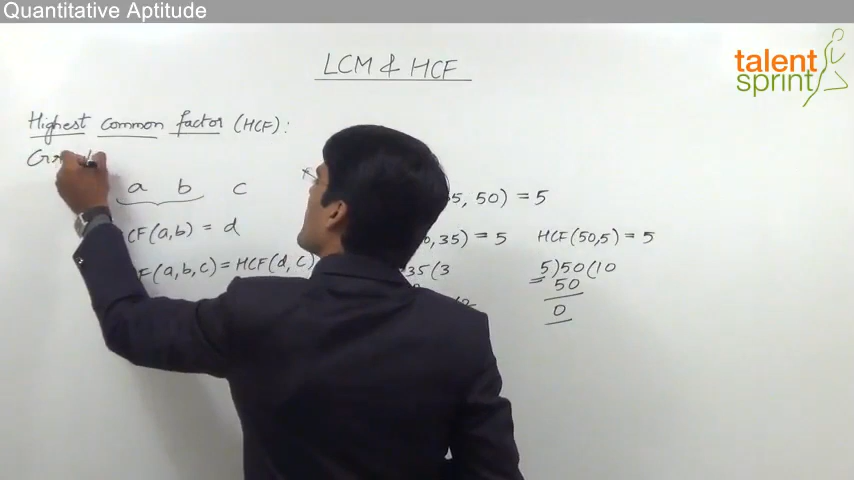 Quantitative Aptitude
talent
sprint
LCM & HCF
Highest Common factor (HCF):
a b c
CF(a,b) = d
F(a,b,c) = HCF(d, c)
5, 50) = 5
,35) = 5
35(3
HCF(50,5) = 5
5)50(10
50
0